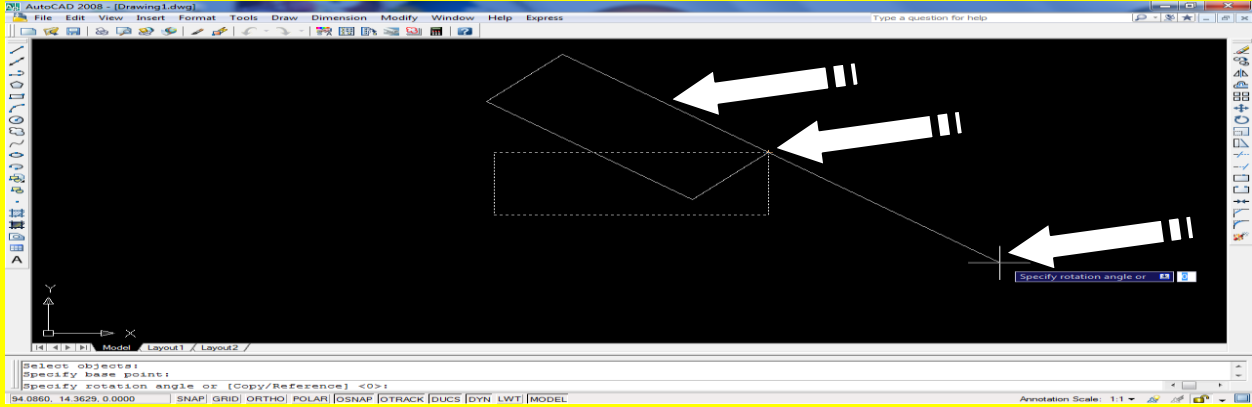 AutoCAD 2008 - [Drawing1.dwg]
File Edit View Insert Format Tools Draw Dimension Modify Window Help Express Type a question for help
Specify rotation angle or 0
Y
X
Model Layout1 Layout2
Select objects:
Specify base point:
Specify rotation angle or [Copy/Reference] <0>:
94.0860, 14.3629, 0.0000 SNAP GRID ORTHO POLAR OSNAP OTRACK DUCS DYN LWT MODEL Annotation Scale: 1:1